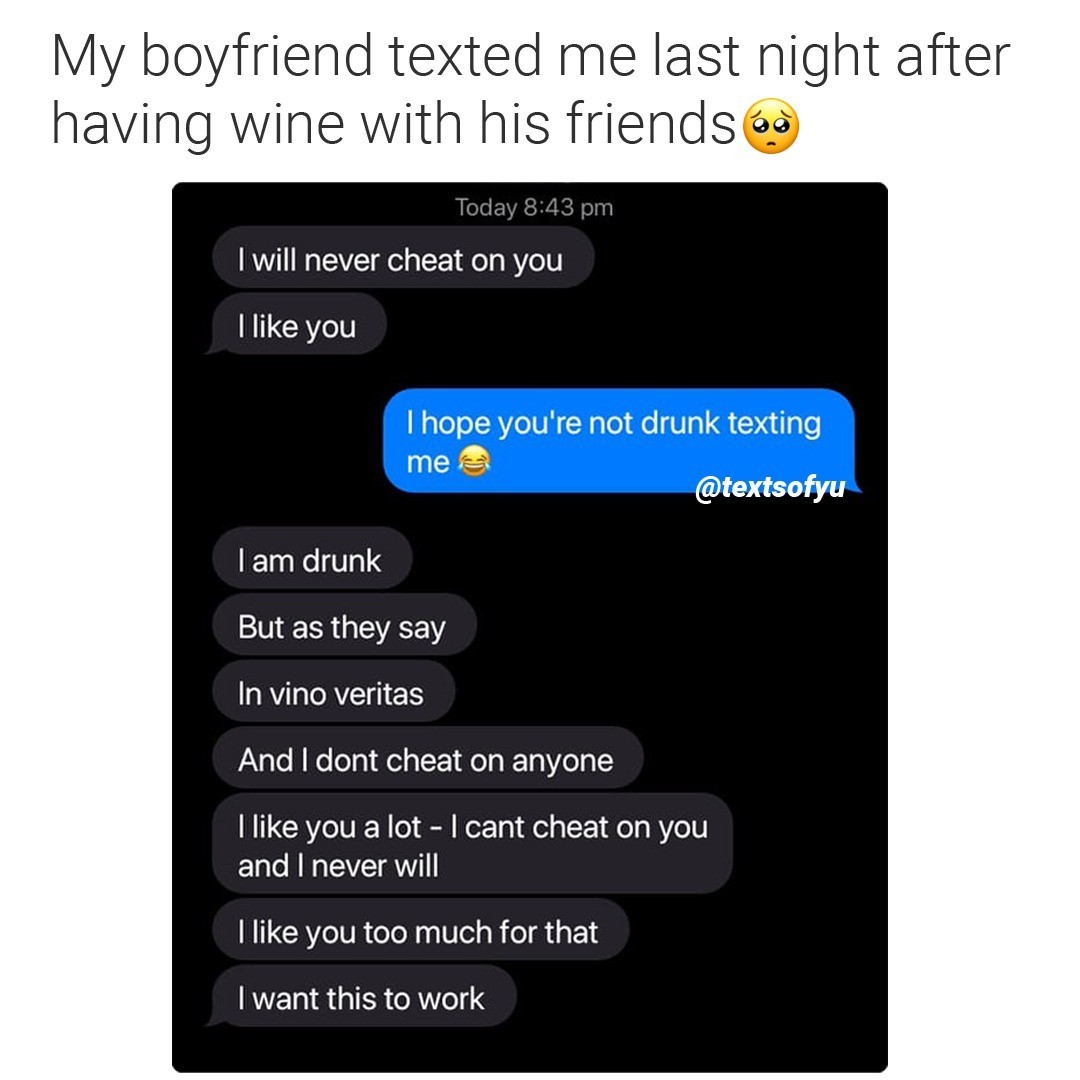 My boyfriend texted me last night after
having wine with his friends🥺
Today 8:43 pm
I will never cheat on you
I like you
I hope you're not drunk texting
me 😂
@textsofyu
I am drunk
But as they say
In vino veritas
And I dont cheat on anyone
I like you a lot - I cant cheat on you
and I never will
I like you too much for that
I want this to work